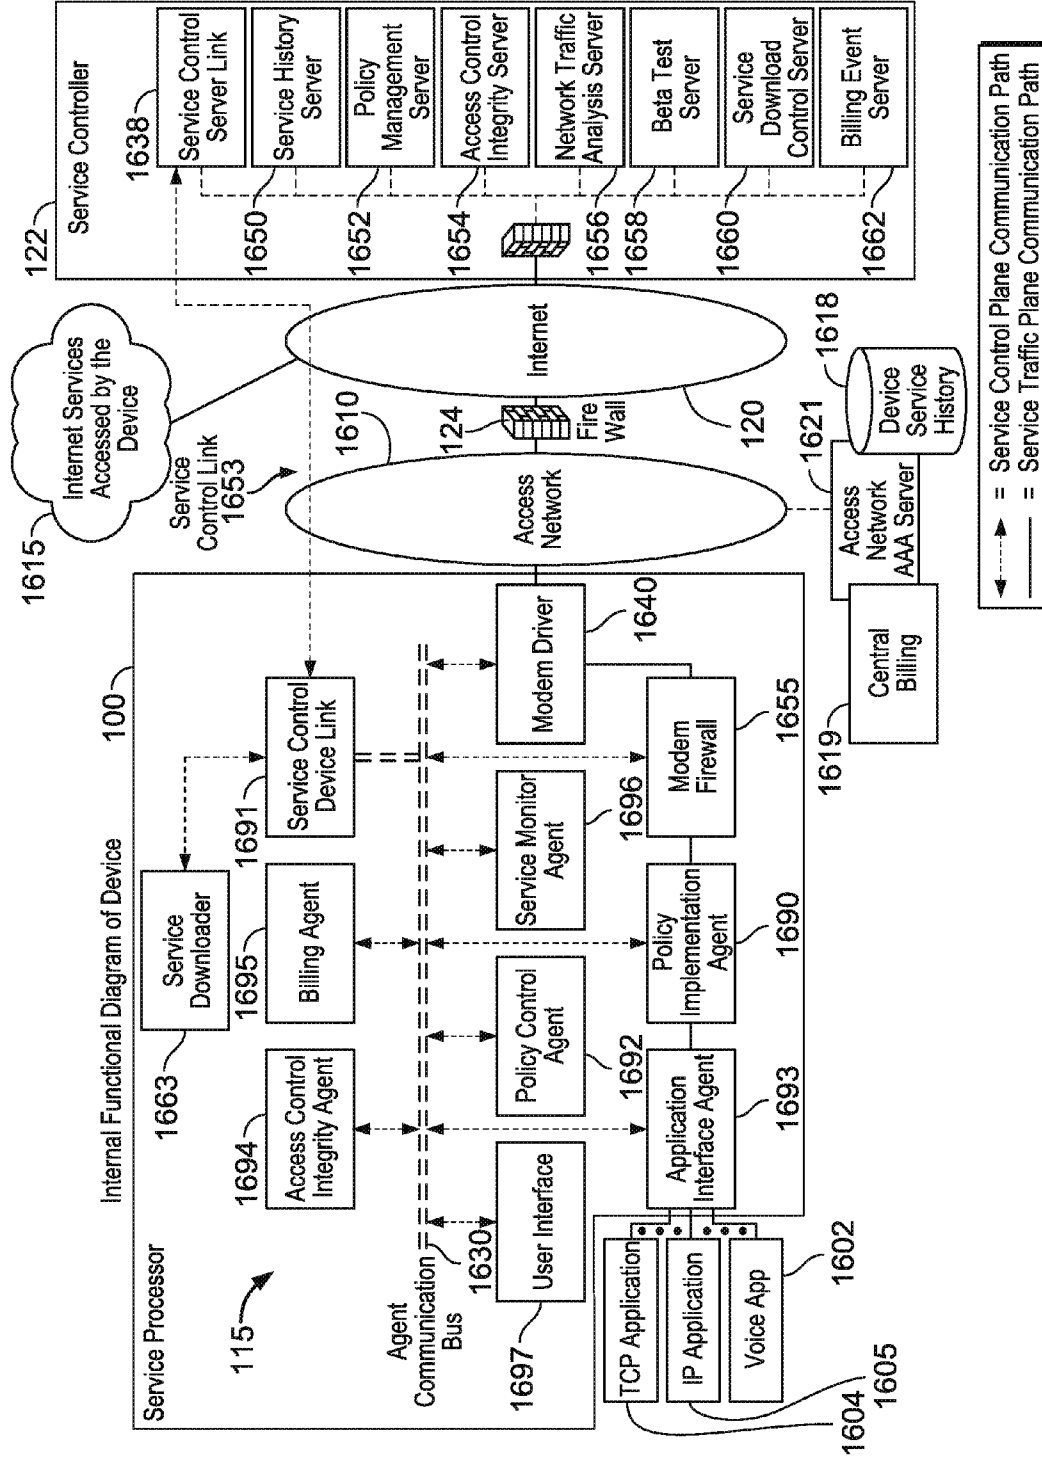 Internal Functional Diagram of Device
100
Service Processor
115
1663
Service
Downloader
1694
Access Control
Integrity Agent
1695
Billing Agent
1691
Service Control
Device Link
Agent
Communication
Bus
1630
User Interface
1697
Policy Control
Agent
1692
Service Monitor
Agent
1696
Modem Driver
1640
Application
Interface Agent
1693
Policy
Implementation
Agent
1690
Modem
Firewall
1655
TCP Application
IP Application
Voice App
1604
1605
1602
1615
Internet Services
Accessed by the
Device
Service
Control Link
1653
1610
Access
Network
124
Fire
Wall
Internet
120
1621
1618
Device
Service
History
Access
Network
AAA Server
Central
Billing
1619
122
Service Controller
1638
Service Control
Server Link
1650
Service History
Server
1652
Policy
Management
Server
1654
Access Control
Integrity Server
1656
Network Traffic
Analysis Server
1658
Beta Test
Server
1660
Service
Download
Control Server
1662
Billing Event
Server
= Service Control Plane Communication Path
= Service Traffic Plane Communication Path